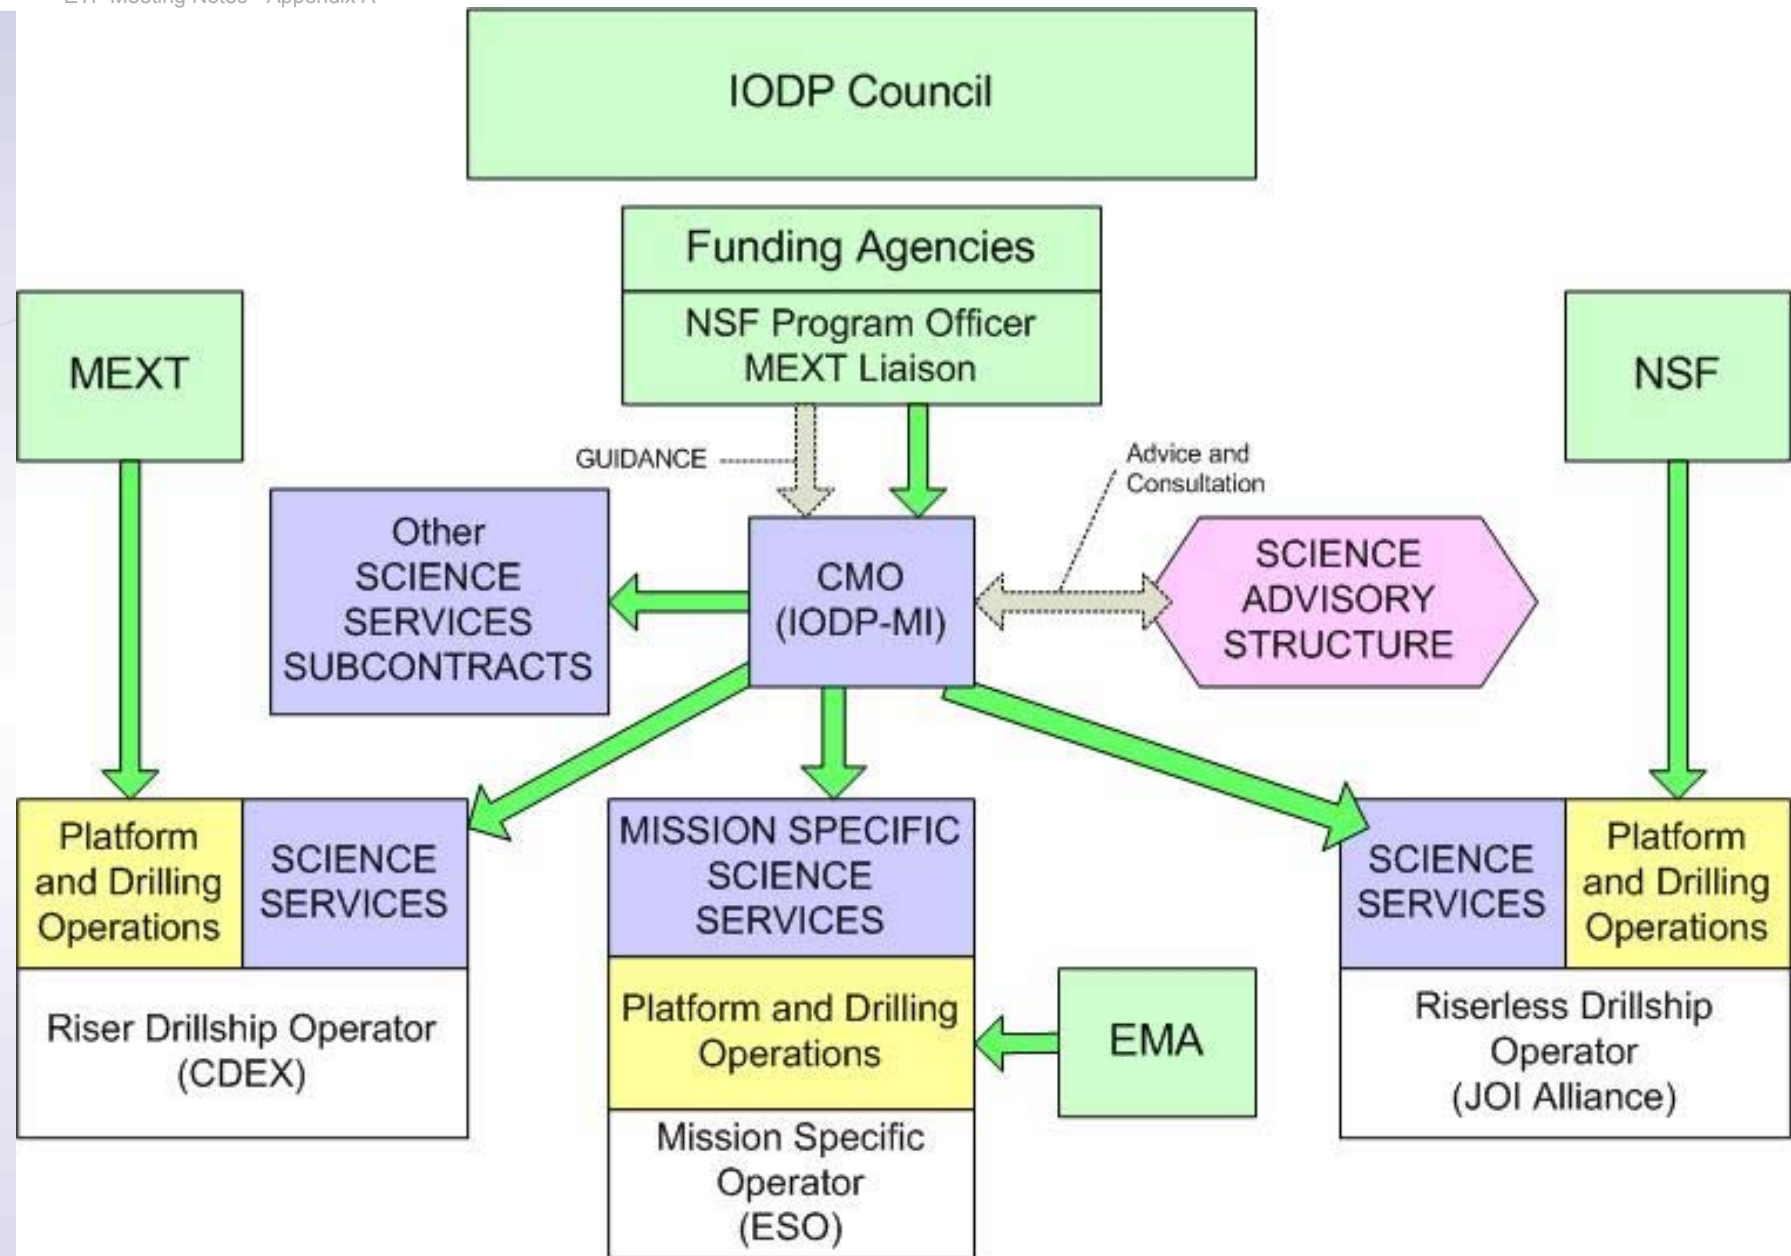 IODP Council
Funding Agencies
NSF Program Officer
MEXT Liaison
MEXT
NSF
GUIDANCE
Advice and
Consultation
Other
SCIENCE
SERVICES
SUBCONTRACTS
CMO
(IODP-MI)
SCIENCE
ADVISORY
STRUCTURE
Platform
and Drilling
Operations
SCIENCE
SERVICES
Riser Drillship Operator
(CDEX)
MISSION SPECIFIC
SCIENCE
SERVICES
Platform and Drilling
Operations
Mission Specific
Operator
(ESO)
EMA
SCIENCE
SERVICES
Platform
and Drilling
Operations
Riserless Drillship
Operator
(JOI Alliance)